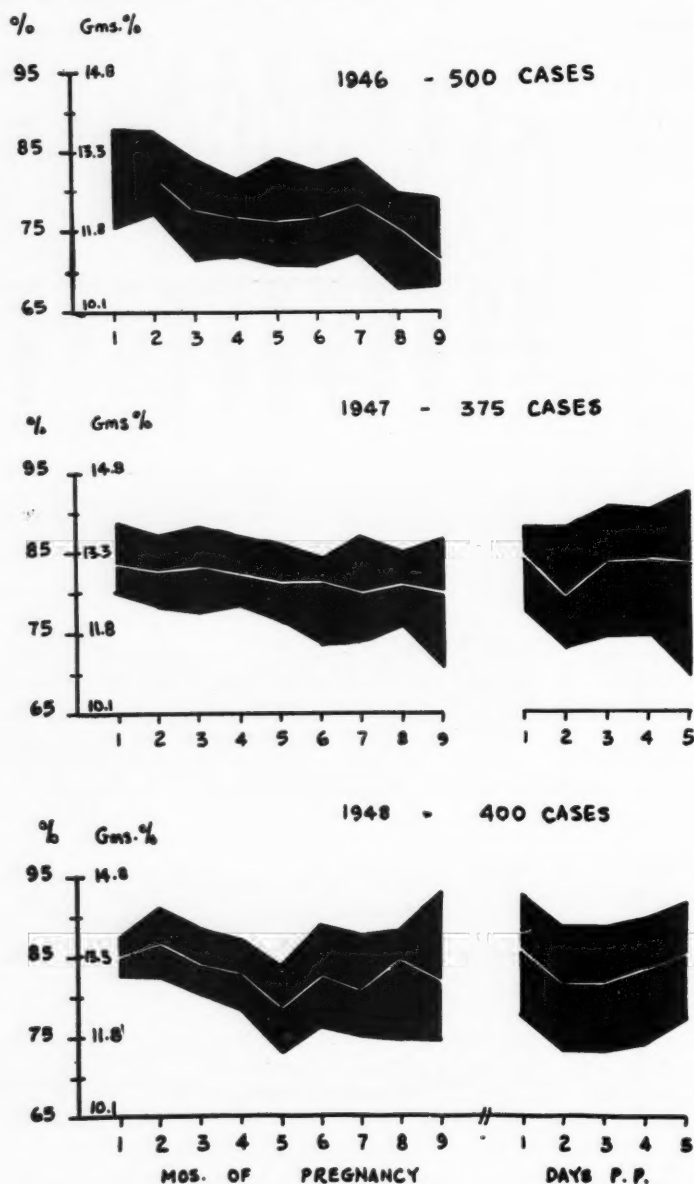 % Gms.%
1946 - 500 CASES
95 14.8
85 13.3
75 11.8
65 10.1
1 2 3 4 5 6 7 8 9
1947 - 375 CASES
% Gms%
95 14.8
85 13.3
75 11.8
65 10.1
1 2 3 4 5 6 7 8 9 1 2 3 4 5
1948 - 400 CASES
% Gms.%
95 14.8
85 13.3
75 11.8
65 10.1
1 2 3 4 5 6 7 8 9 1 2 3 4 5
MOS. OF PREGNANCY DAYS P.P.